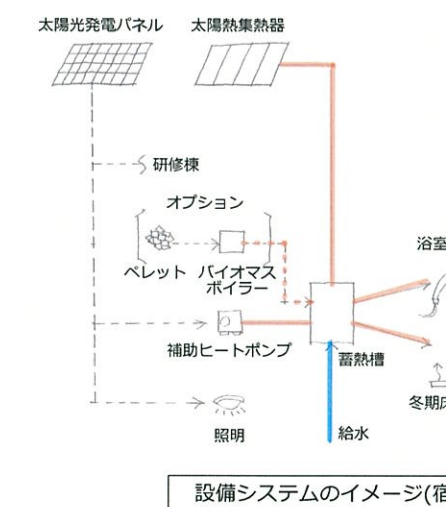 太陽光発電パネル
太陽熱集熱器
研修棟
オプション
ペレット
バイオマス
ボイラー
浴室
補助ヒートポンプ
蓄熱槽
冬期床
照明
給水
設備システムのイメージ(宿